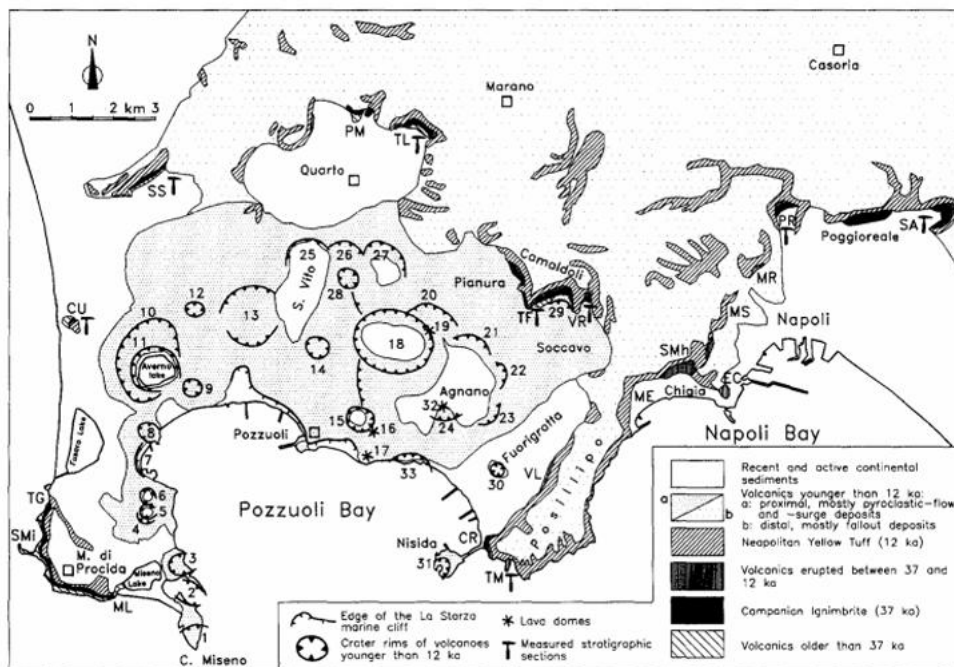 N
0 1 2 km 3
Casoria
Marano
PM
TL
Quarto
SS
PR
SA
Poggioreale
25
26
27
S. Vito
28
Pianura
Camaldoli
MR
CU
12
10
13
20
19
TF
29
VR
MS
11
Averno
lake
18
21
Soccavo
Napoli
14
22
SMh
9
Agnano
ME
Chiaia
EC
32
24
23
15
16
Pozzuoli
Fuorigrotta
Napoli Bay
8
7
17
33
30
VL
Posillipo
Fusaro Lake
6
5
4
TG
Pozzuoli Bay
SMi
Nisida
CR
M. di
Procida
Miseno
Lake
3
31
TM
2
ML
1
C. Miseno
Edge of the La Starza
marine cliff
Crater rims of volcanoes
younger than 12 ka
Lava domes
Measured stratigraphic
sections
Recent and active continental
sediments
a
b
Volcanics younger than 12 ka:
a: proximal, mostly pyroclastic-flow
and -surge deposits
b: distal, mostly fallout deposits
Neapolitan Yellow Tuff (12 ka)
Volcanics erupted between 37 and
12 ka
Campanian Ignimbrite (37 ka)
Volcanics older than 37 ka